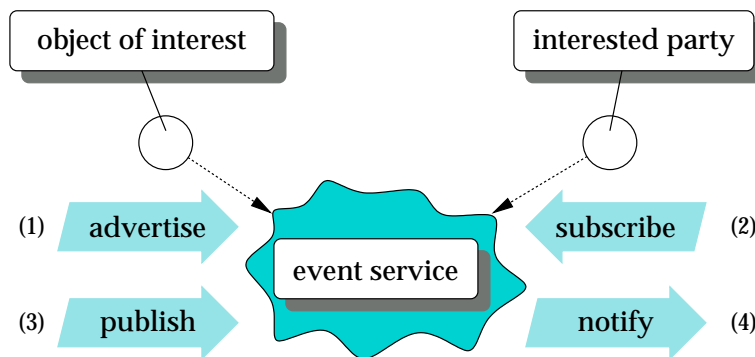 object of interest
interested party
(1) advertise
subscribe (2)
event service
(3) publish
notify (4)